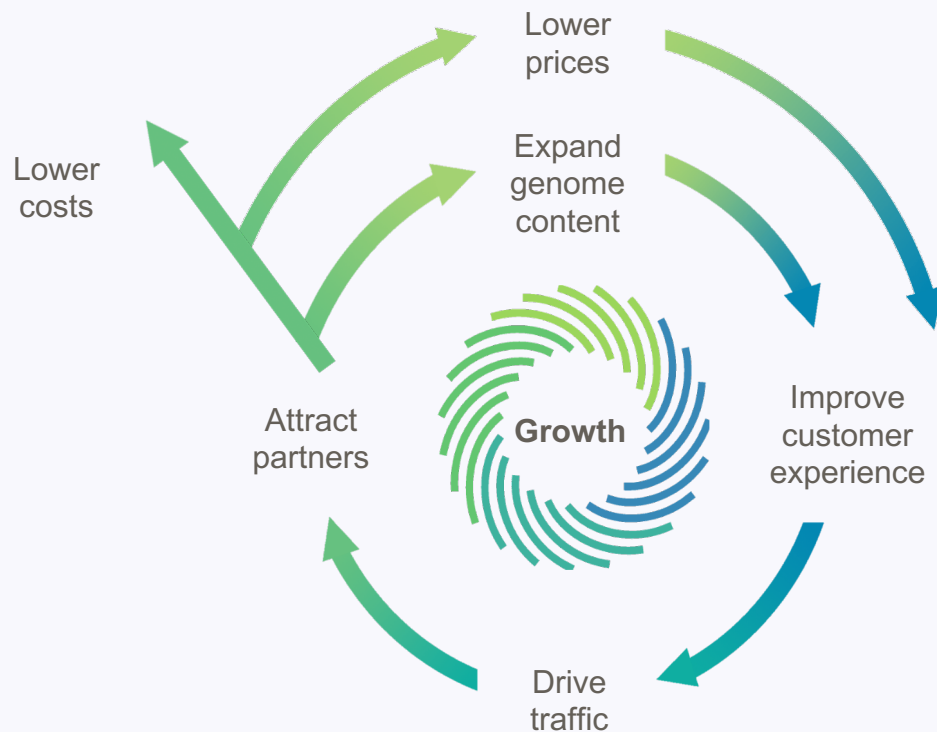 Lower
prices
Lower
costs
Expand
genome
content
Attract
partners
Growth
Improve
customer
experience
Drive
traffic